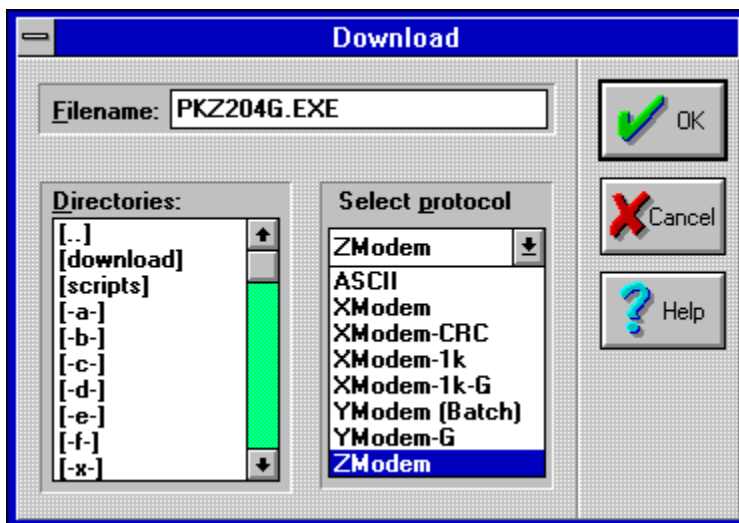 Download
Filename: PKZ204G.EXE
Directories:
[..]
[download]
[scripts]
[-a-]
[-b-]
[-c-]
[-d-]
[-e-]
[-f-]
[-x-]
Select protocol
ZModem
ASCII
XModem
XModem-CRC
XModem-1k
XModem-1k-G
YModem (Batch)
YModem-G
ZModem
OK
Cancel
Help